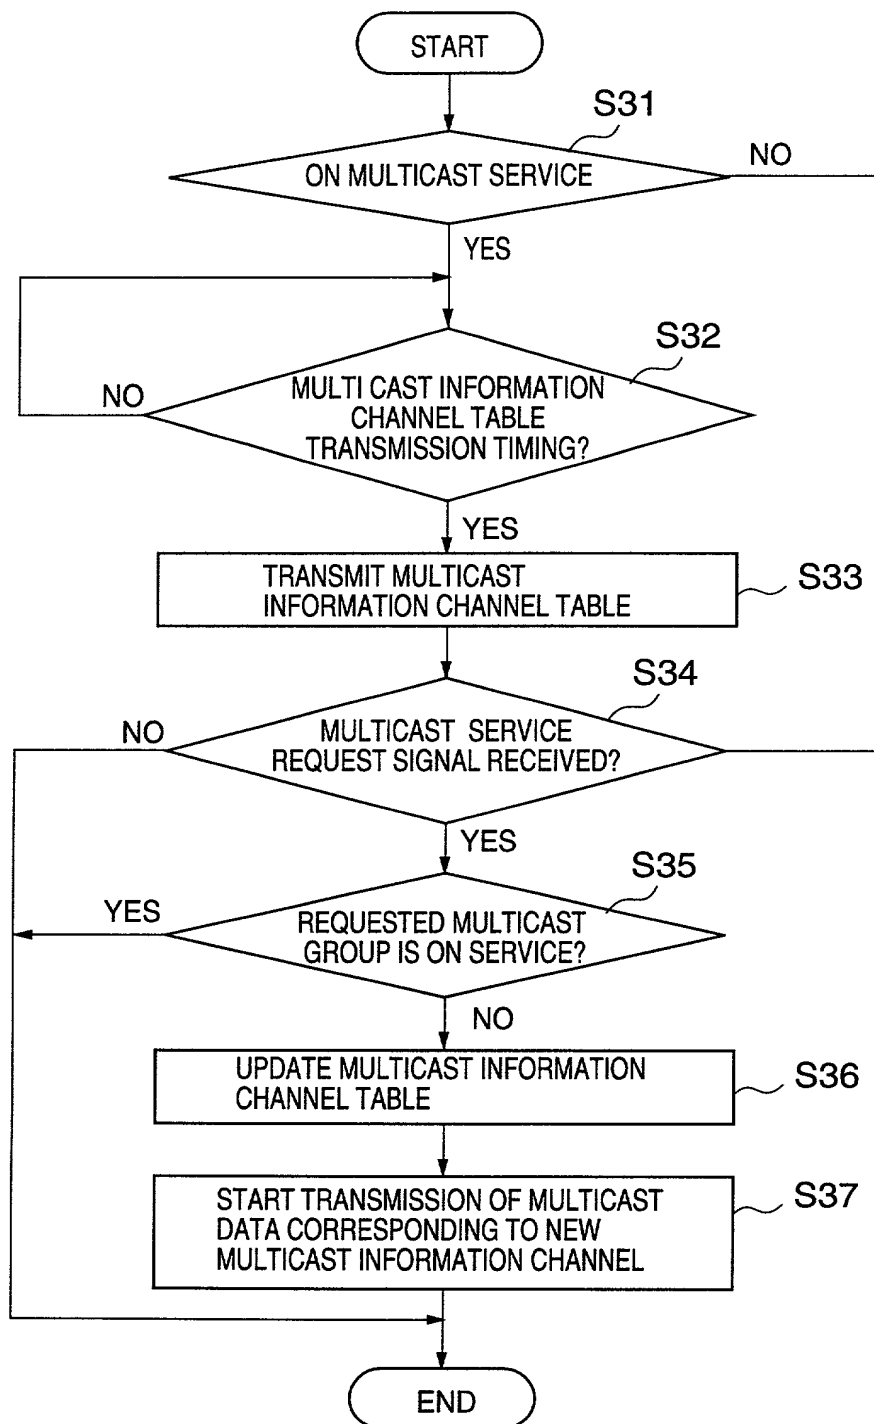 START
S31
ON MULTICAST SERVICE
NO
YES
S32
MULTI CAST INFORMATION
CHANNEL TABLE
TRANSMISSION TIMING?
NO
YES
TRANSMIT MULTICAST
INFORMATION CHANNEL TABLE
S33
S34
NO
MULTICAST SERVICE
REQUEST SIGNAL RECEIVED?
YES
S35
YES
REQUESTED MULTICAST
GROUP IS ON SERVICE?
NO
UPDATE MULTICAST INFORMATION
CHANNEL TABLE
S36
START TRANSMISSION OF MULTICAST
DATA CORRESPONDING TO NEW
MULTICAST INFORMATION CHANNEL
S37
END